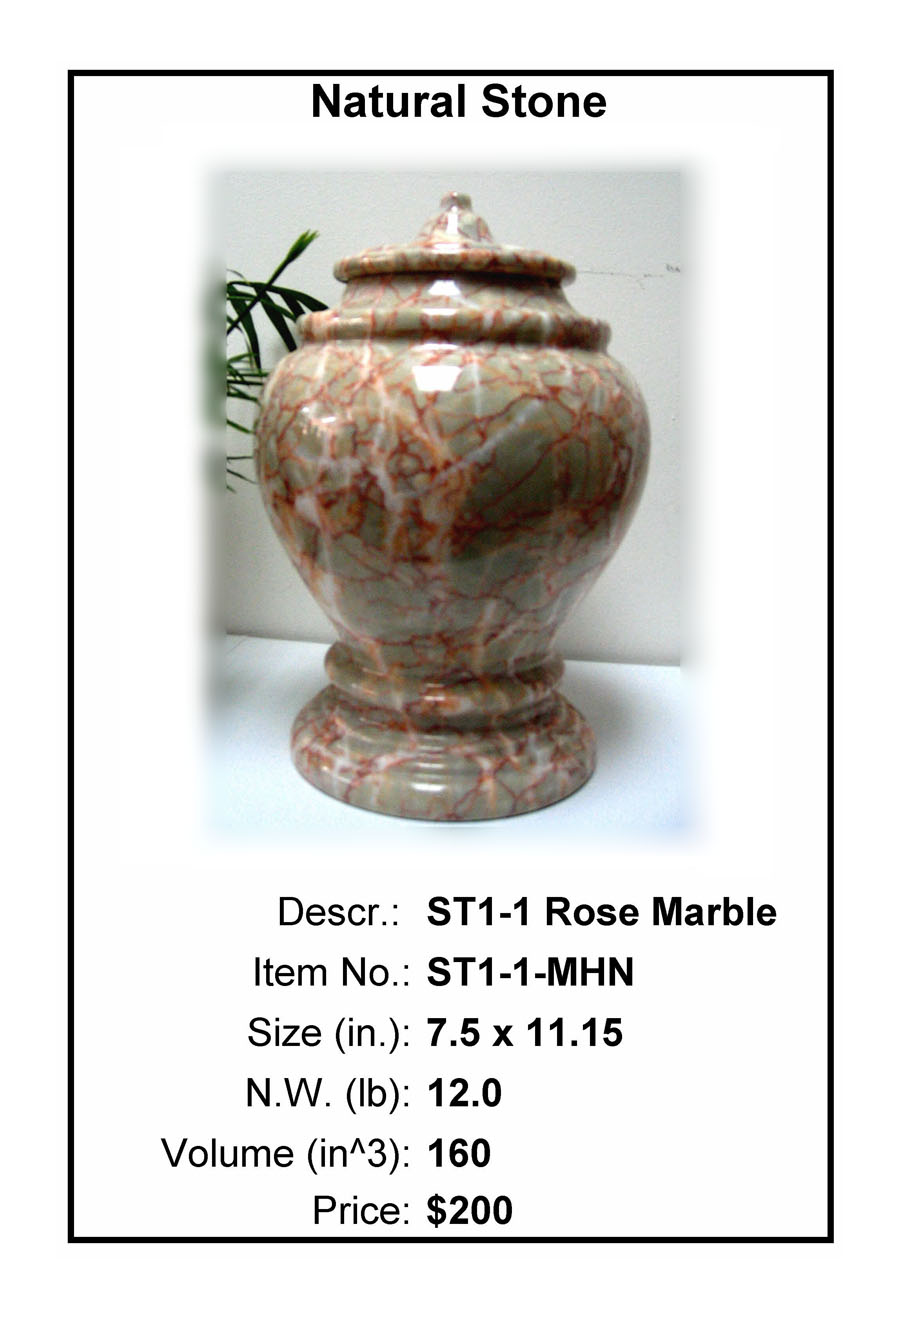 Natural Stone
Descr.: ST1-1 Rose Marble
Item No.: ST1-1-MHN
Size (in.): 7.5 x 11.15
N.W. (lb): 12.0
Volume (in^3): 160
Price: $200